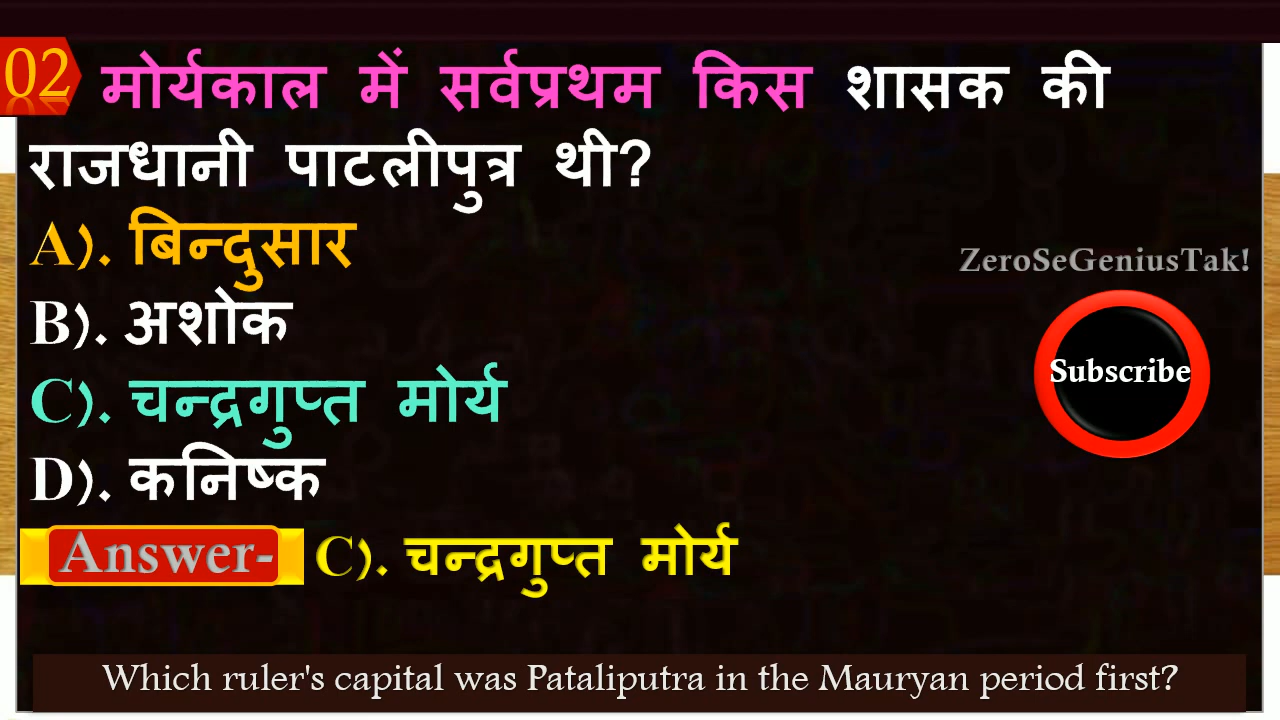 02 मोर्यकाल में सर्वप्रथम किस शासक की
राजधानी पाटलीपुत्र थी?
A). बिन्दुसार
ZeroSeGeniusTak!
B). अशोक
Subscribe
C). चन्द्रगुप्त मोर्य
D). कनिष्क
Answer- C). चन्द्रगुप्त मोर्य
Which ruler's capital was Pataliputra in the Mauryan period first?